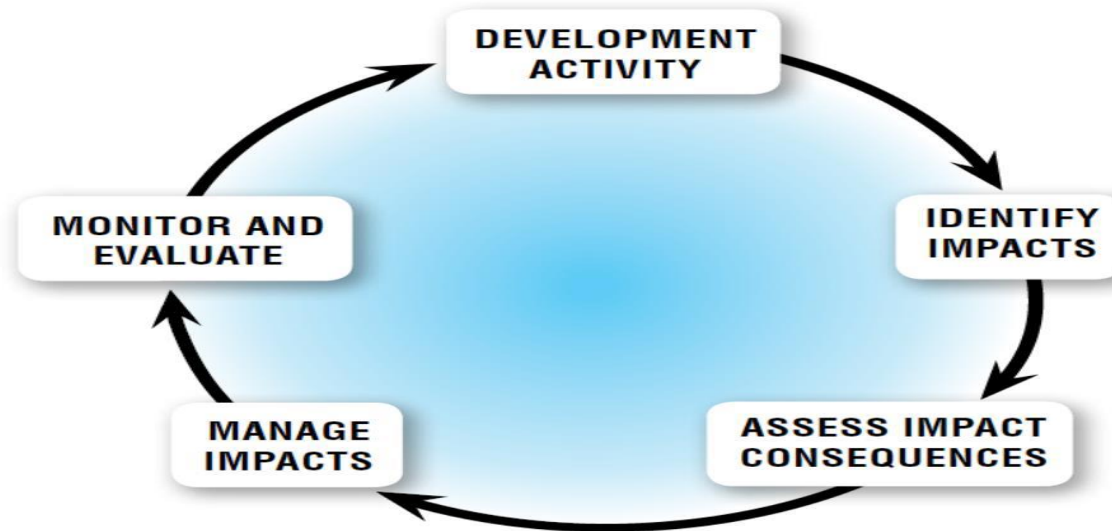 DEVELOPMENT
ACTIVITY
IDENTIFY
IMPACTS
ASSESS IMPACT
CONSEQUENCES
MANAGE
IMPACTS
MONITOR AND
EVALUATE